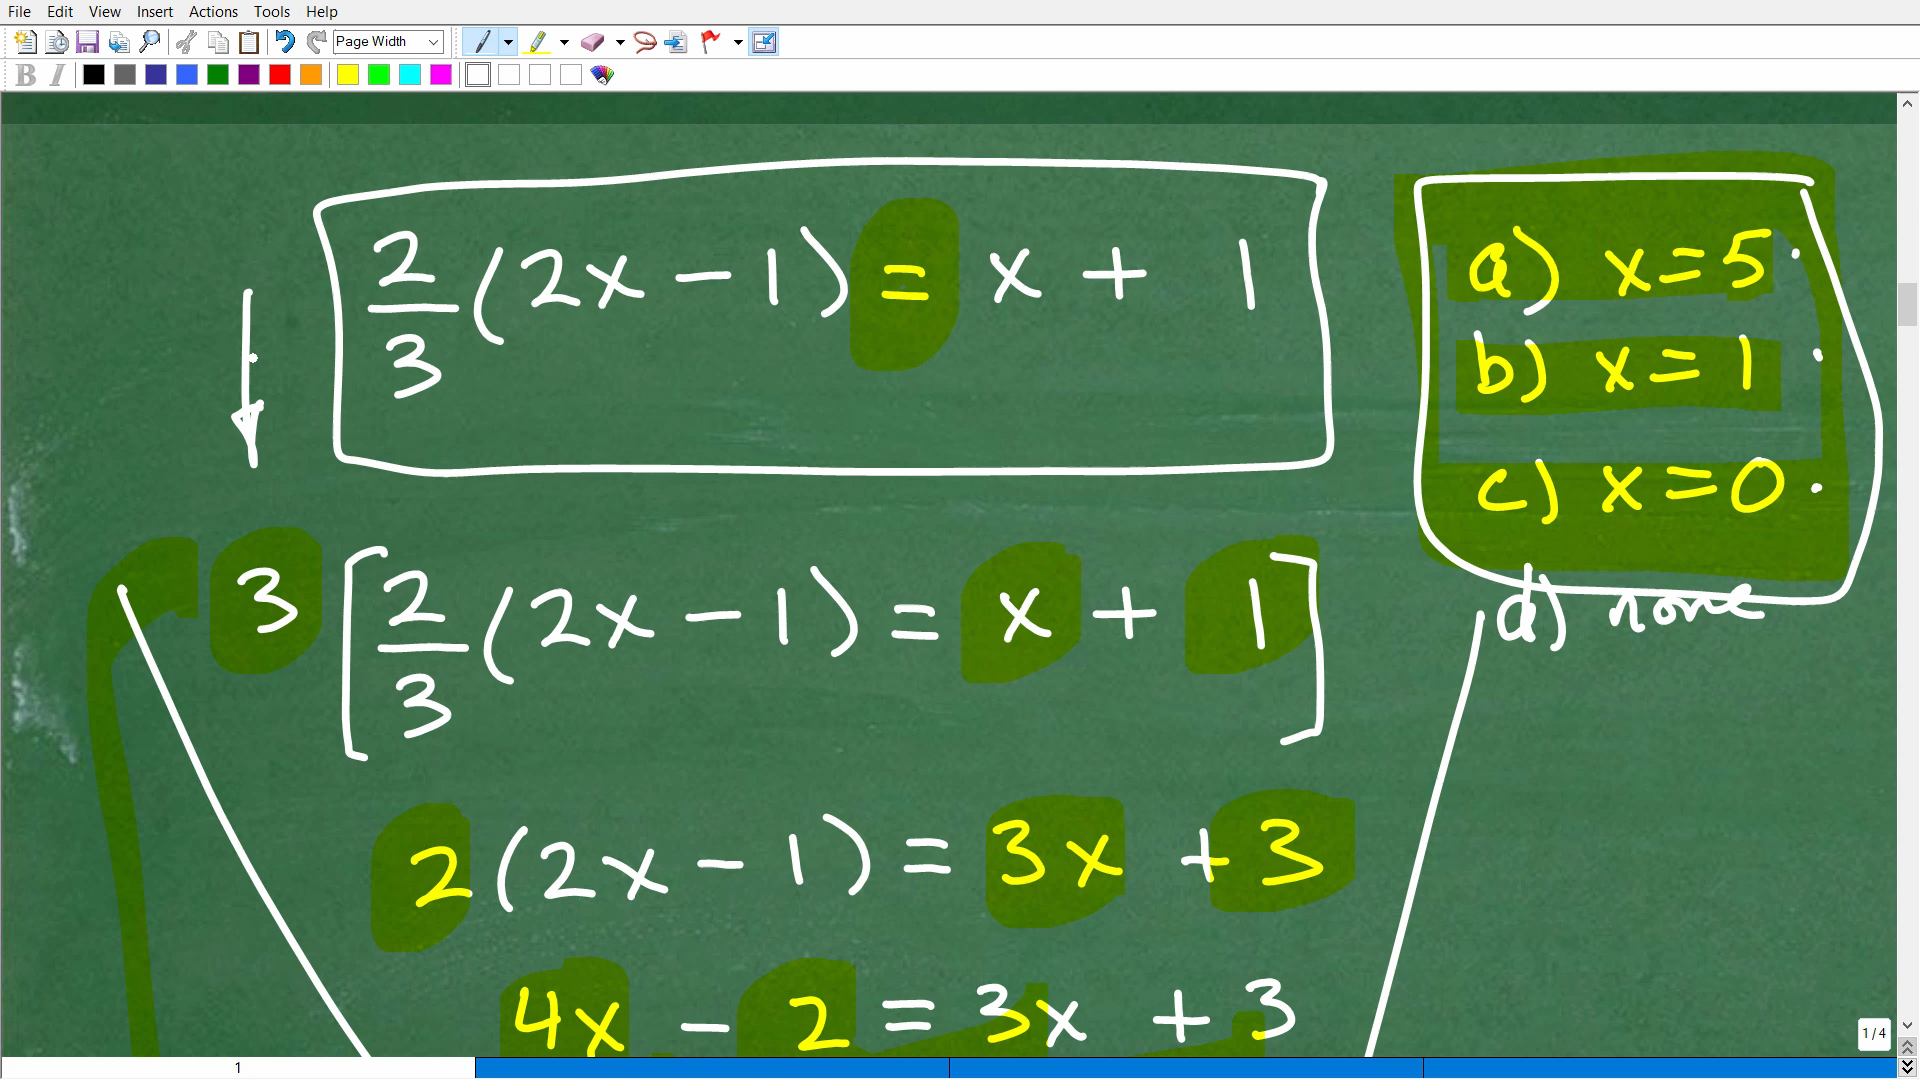 File Edit View Insert Actions Tools Help
Page Width
B I
2/3 (2x - 1) = x + 1
a) x = 5
b) x = 1
c) x = 0
d) none
3 [2/3 (2x - 1) = x + 1]
2 (2x - 1) = 3x + 3
4x - 2 = 3x + 3
1 / 4
1